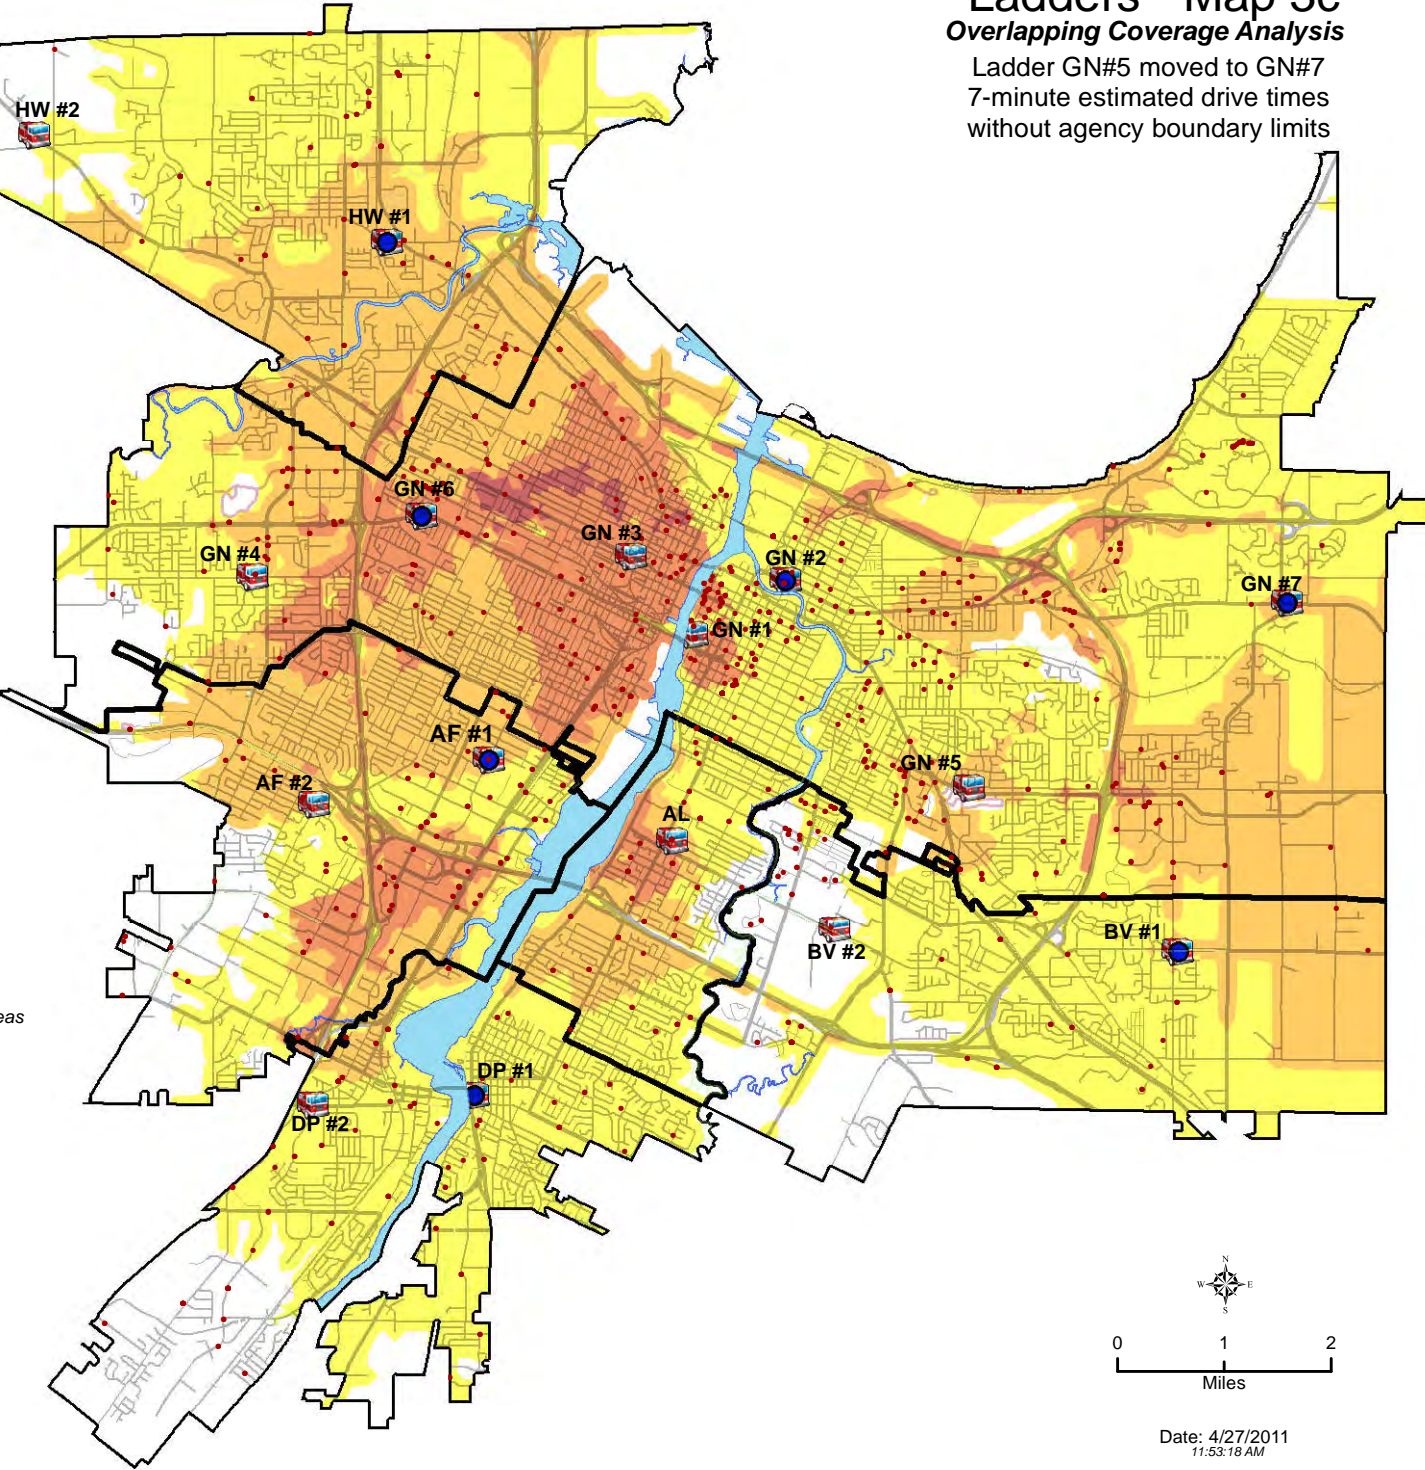 Ladders - Map 3c
Overlapping Coverage Analysis
Ladder GN#5 moved to GN#7
7-minute estimated drive times
without agency boundary limits
HW #2
HW #1
GN #6
GN #3
GN #4
GN #2
GN #7
GN #1
AF #1
GN #5
AF #2
AL
BV #1
BV #2
eas
DP #1
DP #2
N
W E
S
0 1 2
Miles
Date: 4/27/2011
11:53:18 AM